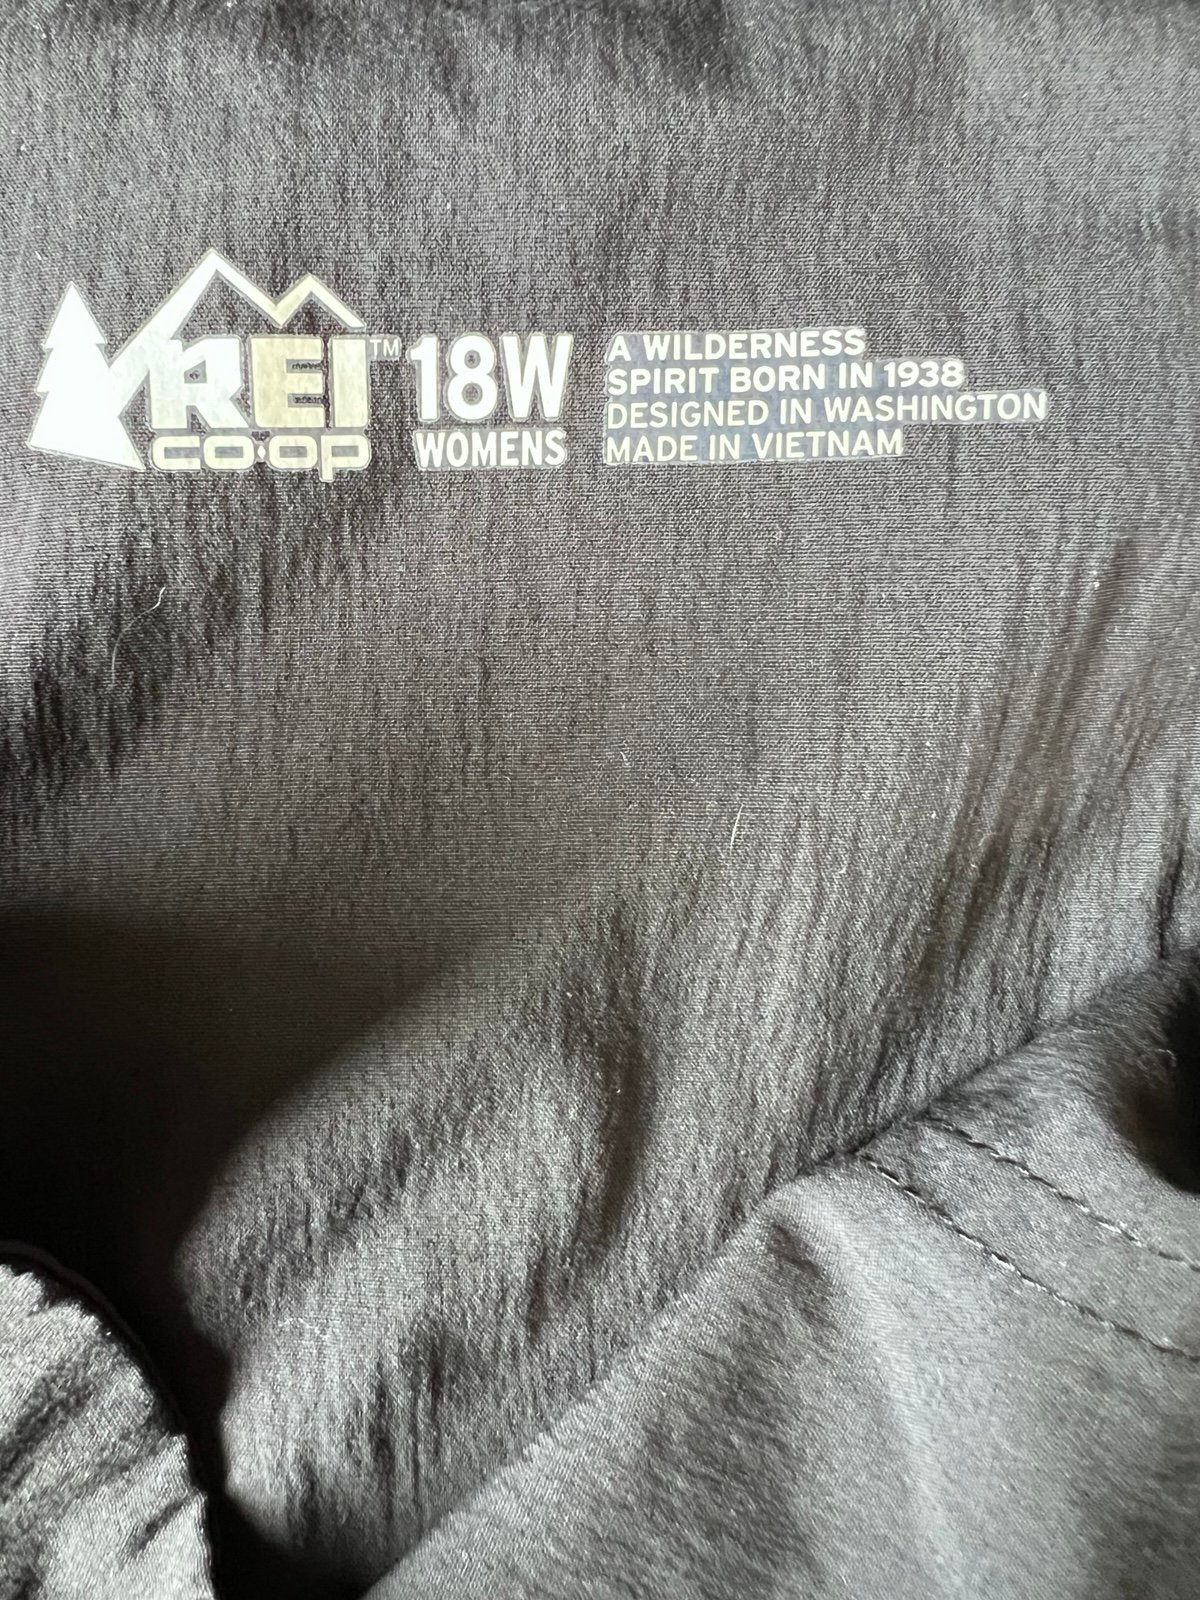 REI™
CO·OP
18W
WOMENS
A WILDERNESS
SPIRIT BORN IN 1938
DESIGNED IN WASHINGTON
MADE IN VIETNAM